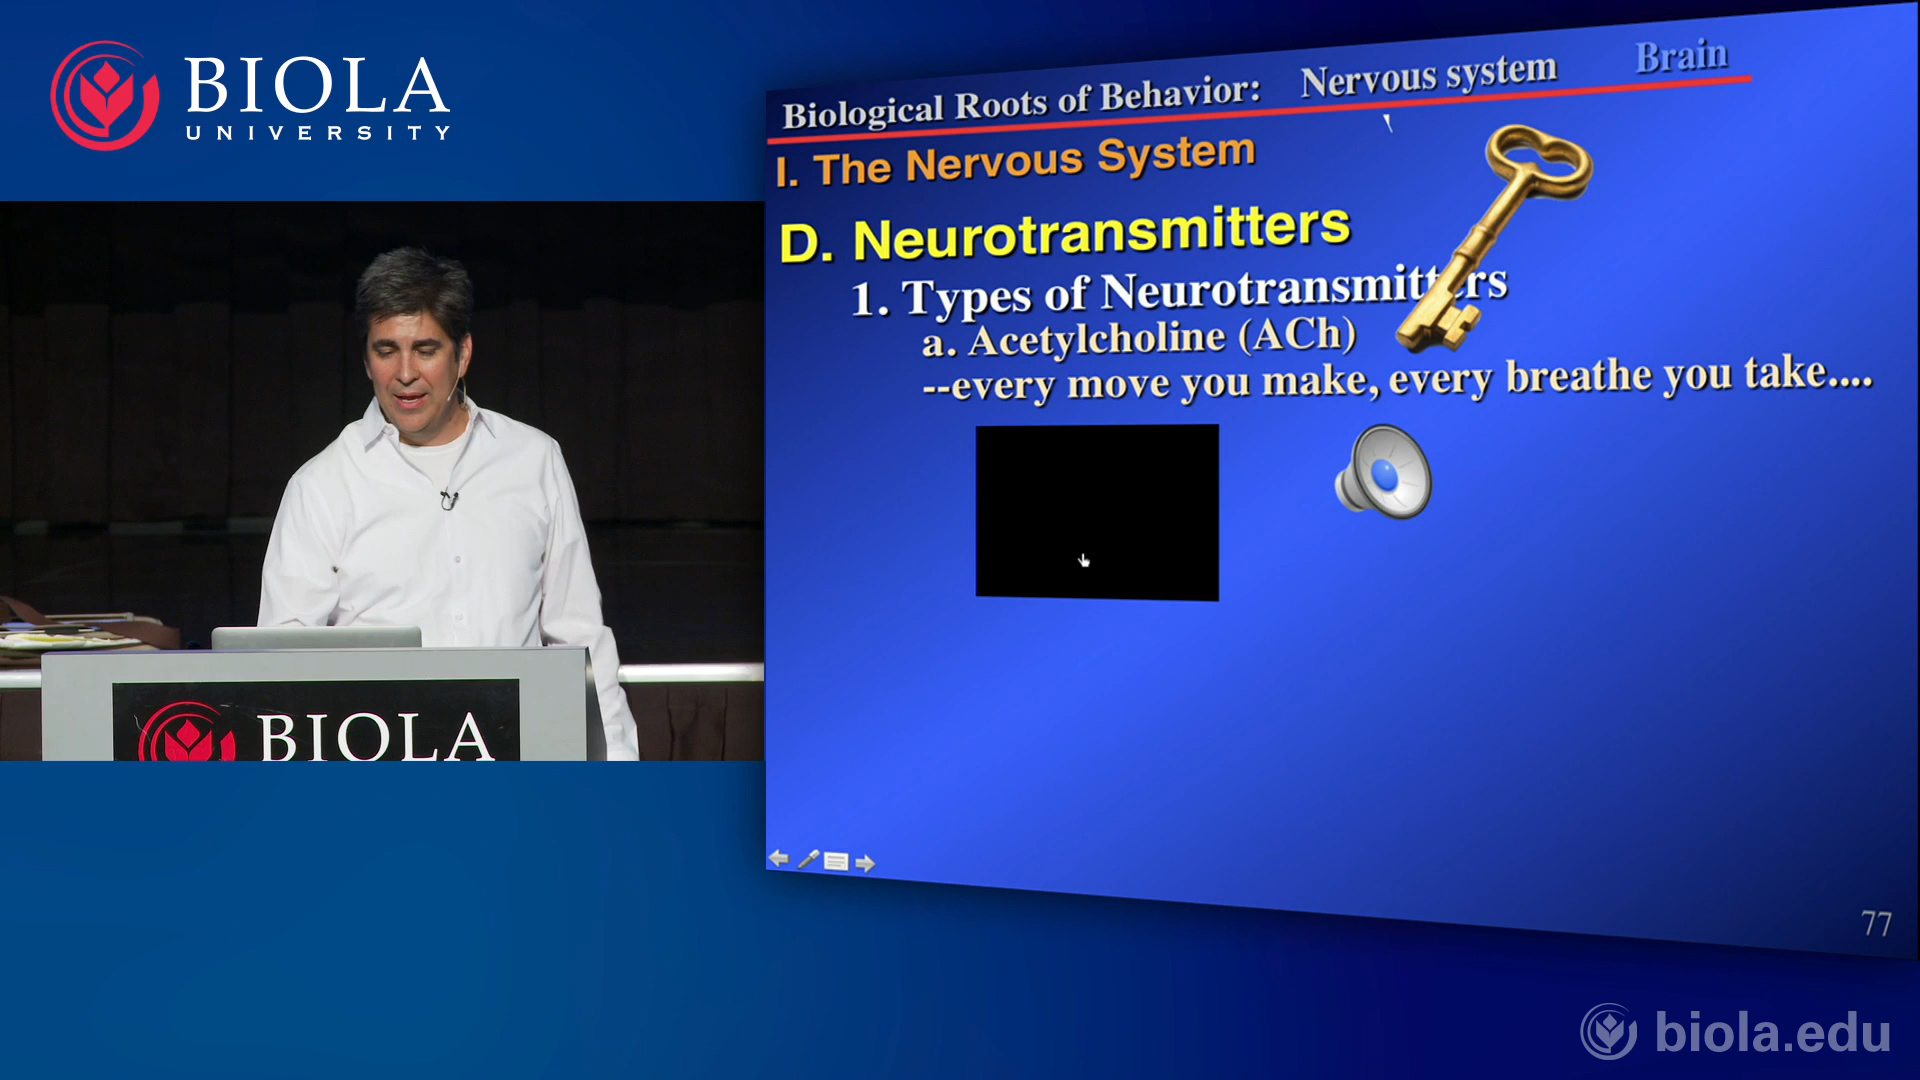 BIOLA
UNIVERSITY
Biological Roots of Behavior: Nervous system Brain
I. The Nervous System
D. Neurotransmitters
1. Types of Neurotransmitters
a. Acetylcholine (ACh)
--every move you make, every breathe you take....
BIOLA
77
biola.edu